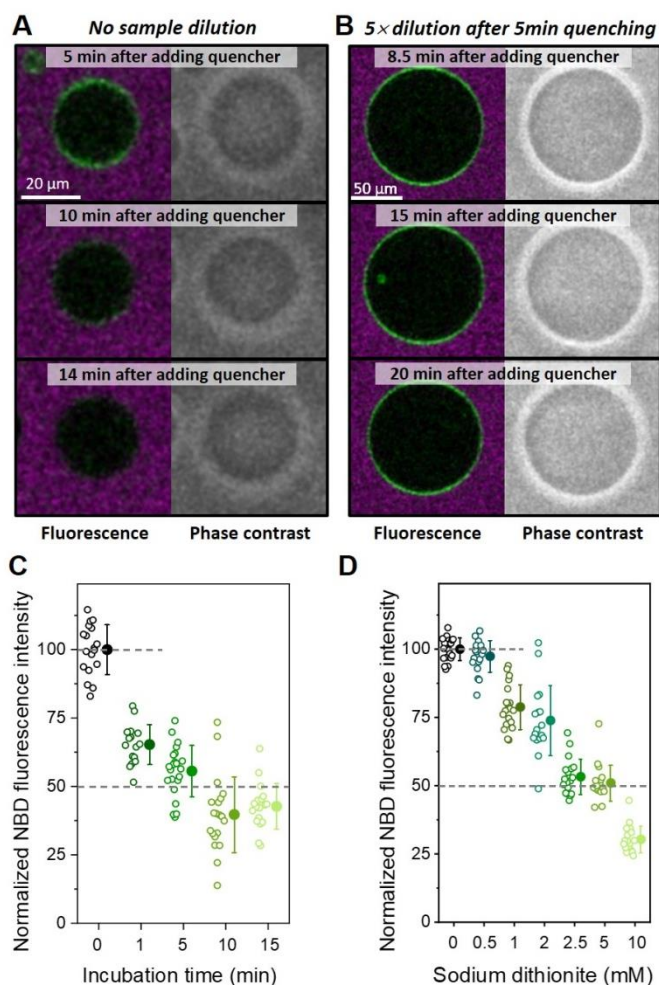 A
No sample dilution
5 min after adding quencher
20 µm
10 min after adding quencher
14 min after adding quencher
Fluorescence
Phase contrast
B
5× dilution after 5min quenching
8.5 min after adding quencher
50 µm
15 min after adding quencher
20 min after adding quencher
Fluorescence
Phase contrast
C
Normalized NBD fluorescence intensity
100
75
50
25
0
0 1 5 10 15
Incubation time (min)
D
Normalized NBD fluorescence intensity
100
75
50
25
0
0 0.5 1 2 2.5 5 10
Sodium dithionite (mM)